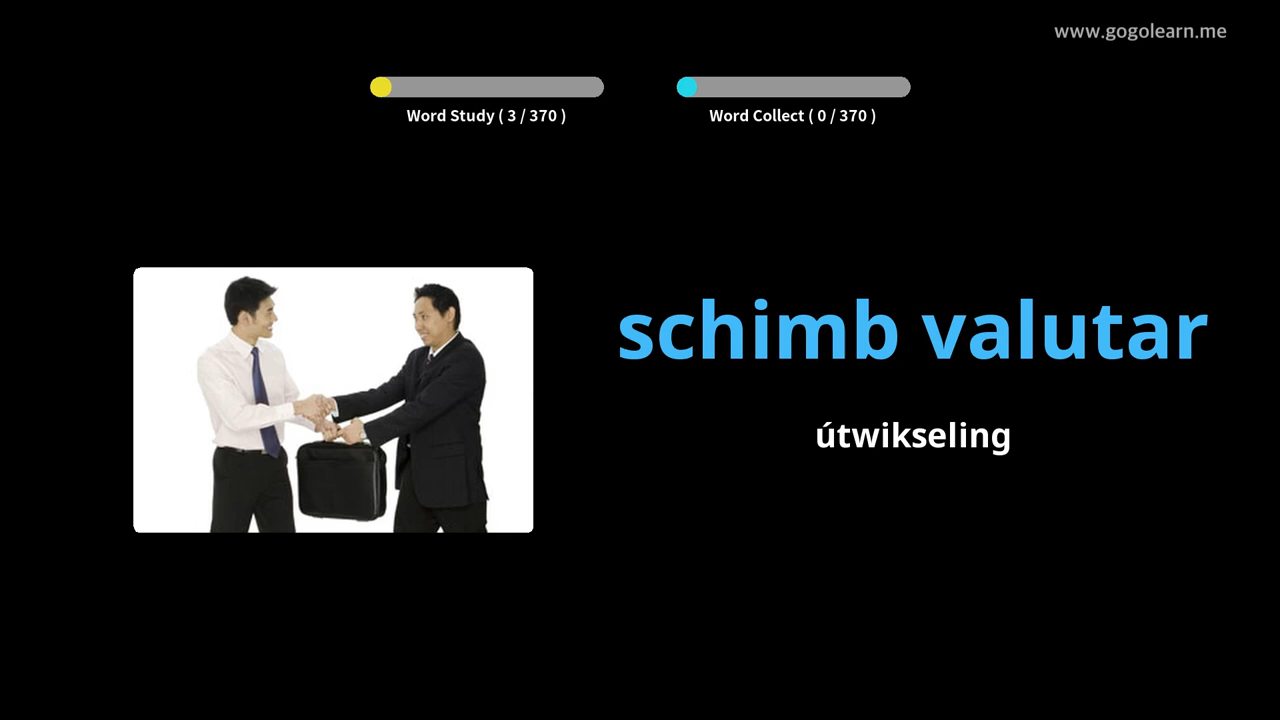 www.gogolearn.me
Word Study ( 3 / 370 )
Word Collect ( 0 / 370 )
schimb valutar
útwikseling